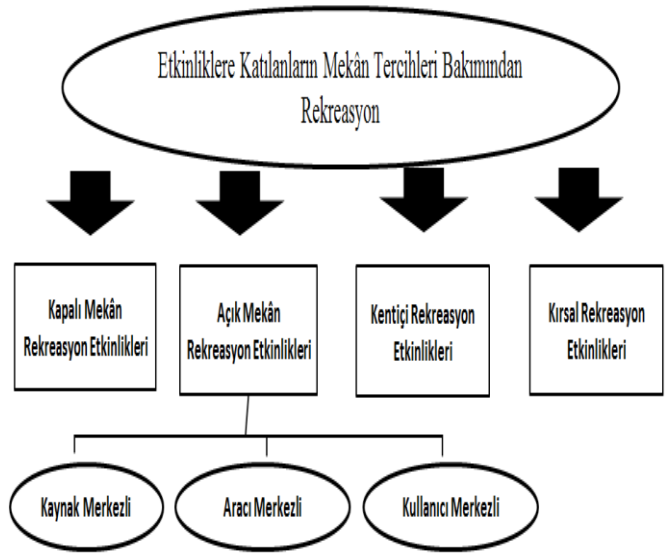 Etkinliklere Katılanların Mekân Tercihleri Bakımından
Rekreasyon
Kapalı Mekân
Rekreasyon Etkinlikleri
Açık Mekân
Rekreasyon Etkinlikleri
Kentiçi Rekreasyon
Etkinlikleri
Kırsal Rekreasyon
Etkinlikleri
Kaynak Merkezli
Aracı Merkezli
Kullanıcı Merkezli